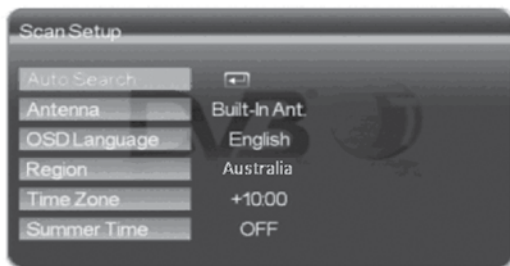 Scan Setup
Auto Search
Antenna Built-In Ant.
OSD Language English
Region Australia
Time Zone +10:00
Summer Time OFF
DVB